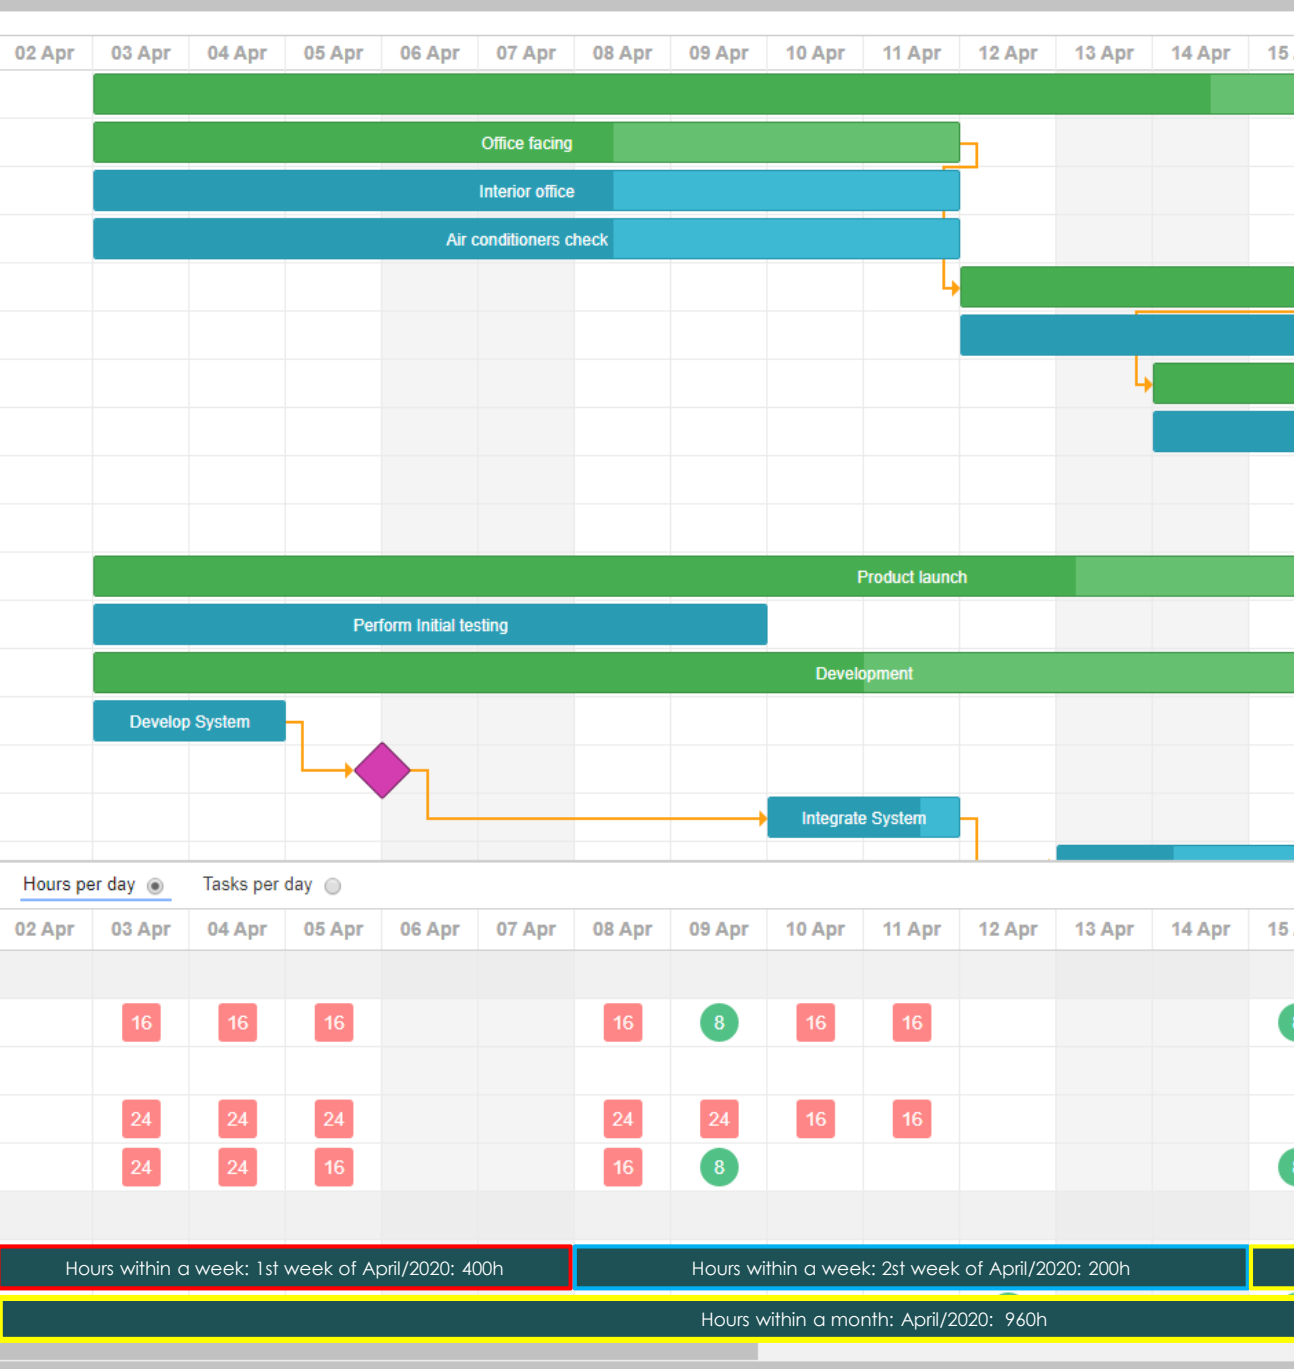 02 Apr 03 Apr 04 Apr 05 Apr 06 Apr 07 Apr 08 Apr 09 Apr 10 Apr 11 Apr 12 Apr 13 Apr 14 Apr 15
Office facing
Interior office
Air conditioners check
Product launch
Perform Initial testing
Development
Develop System
Integrate System
Hours per day Tasks per day
02 Apr 03 Apr 04 Apr 05 Apr 06 Apr 07 Apr 08 Apr 09 Apr 10 Apr 11 Apr 12 Apr 13 Apr 14 Apr 15
16 16 16 16 8 16 16
24 24 24 24 24 16 16
24 24 16 16 8
Hours within a week: 1st week of April/2020: 400h Hours within a week: 2st week of April/2020: 200h
Hours within a month: April/2020: 960h